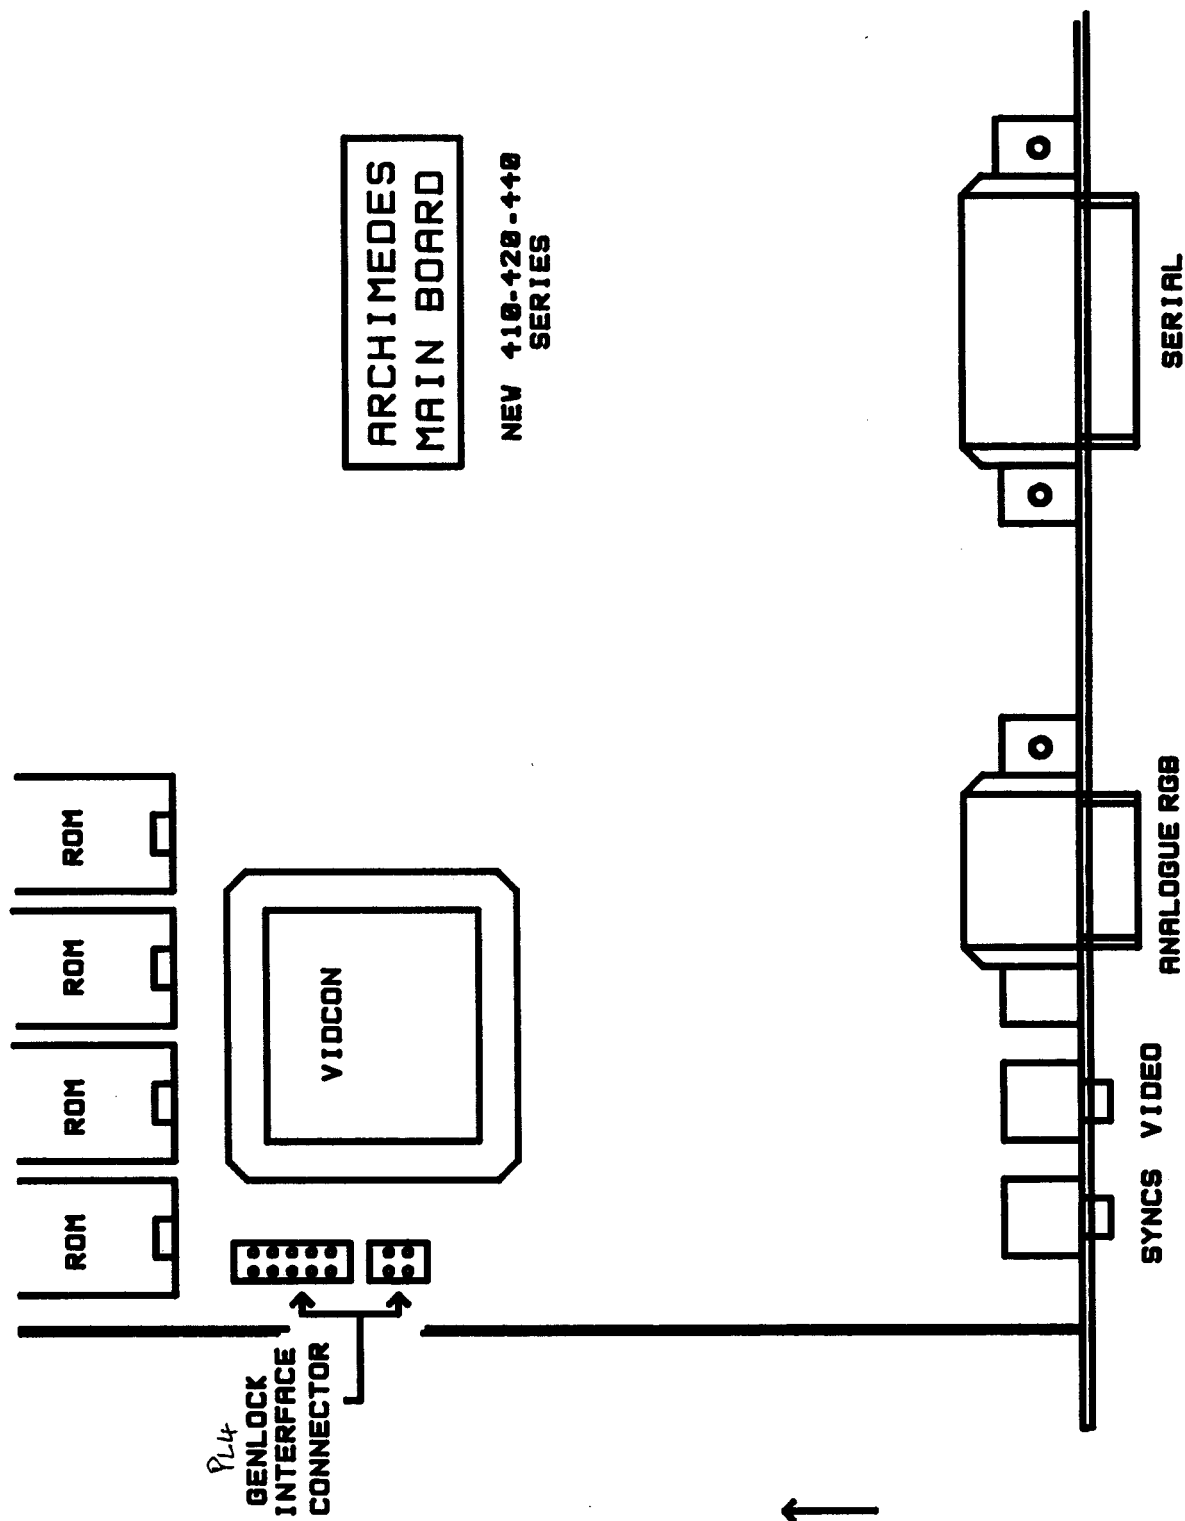 ARCHIMEDES
MAIN BOARD
NEW 410-420-440
SERIES
ROM
ROM
ROM
ROM
VIDCON
PL4
GENLOCK
INTERFACE
CONNECTOR
SYNCS
VIDEO
ANALOGUE RGB
SERIAL